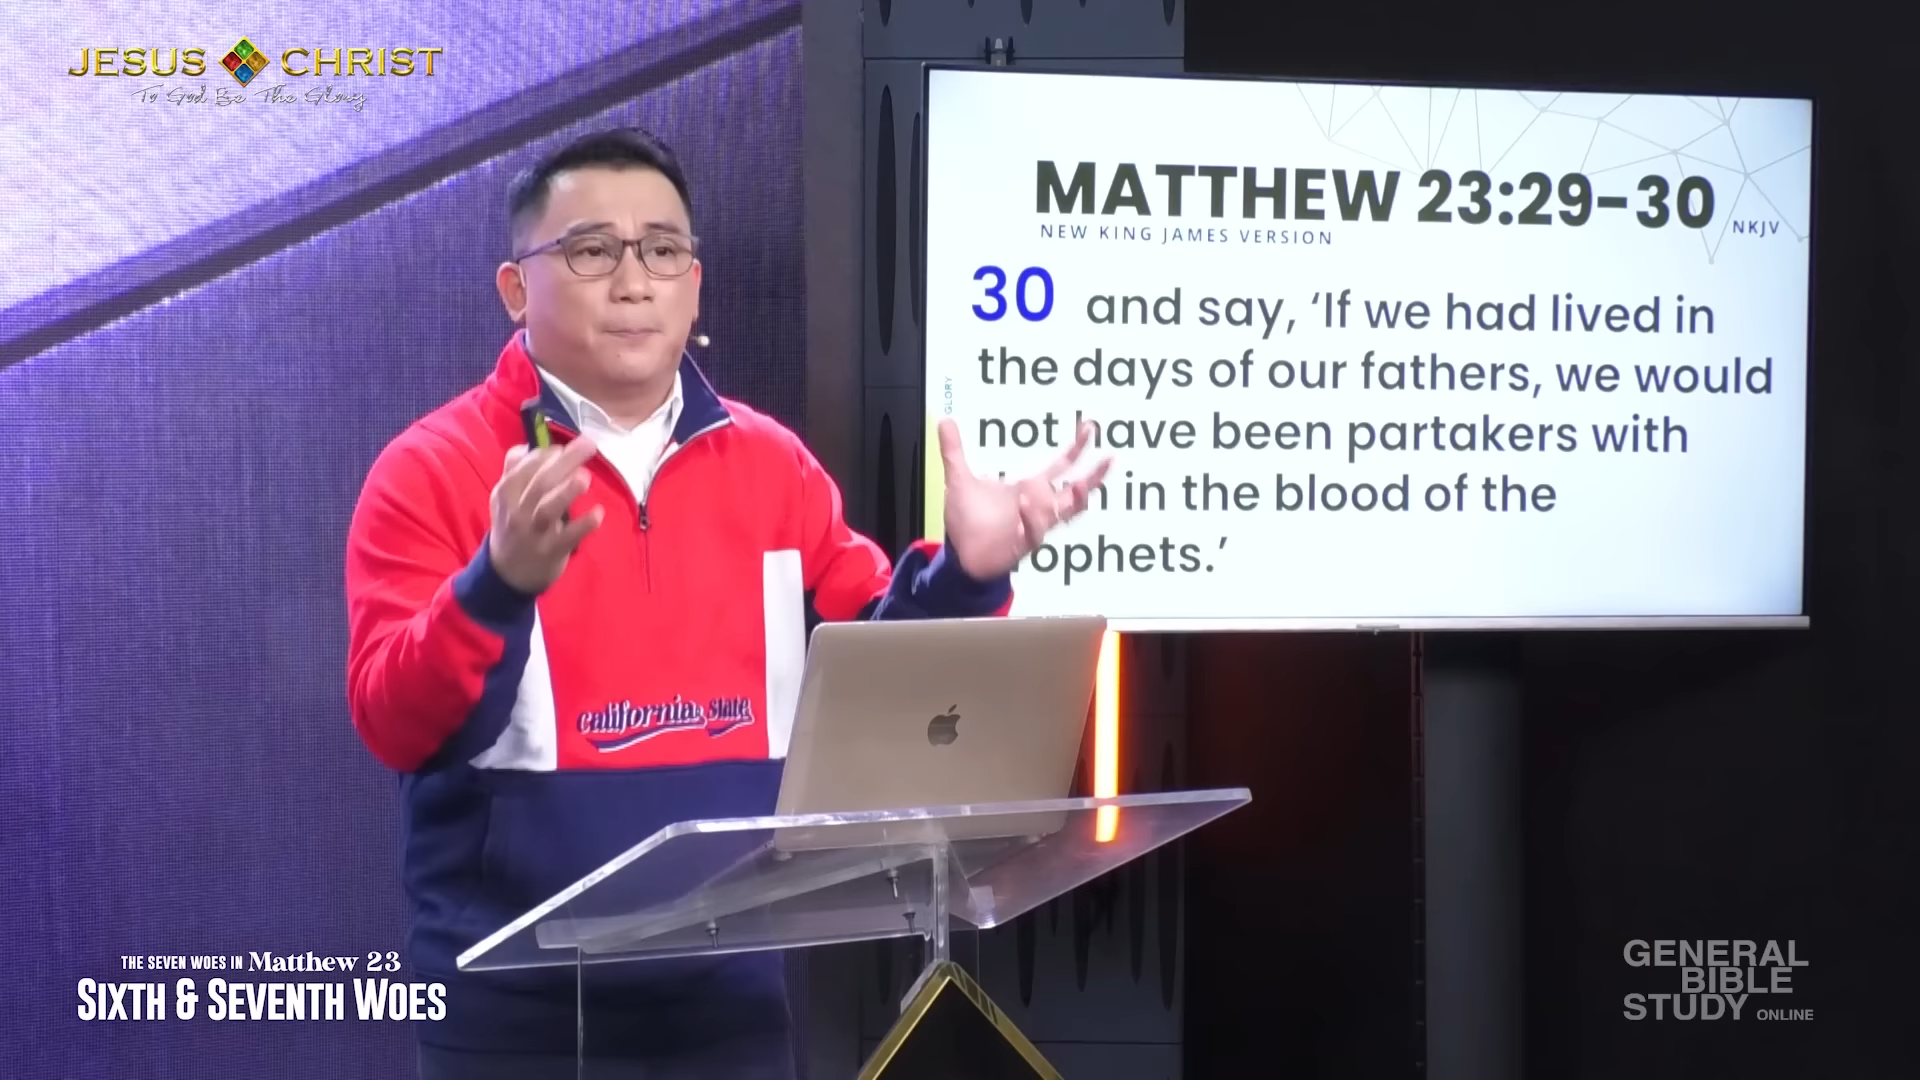 JESUS CHRIST
To God Be The Glory
MATTHEW 23:29-30 NKJV
NEW KING JAMES VERSION
30 and say, ‘If we had lived in
the days of our fathers, we would
not have been partakers with
in the blood of the
ophets.’
GLORY
california state
THE SEVEN WOES IN Matthew 23
SIXTH & SEVENTH WOES
GENERAL
BIBLE
STUDY ONLINE